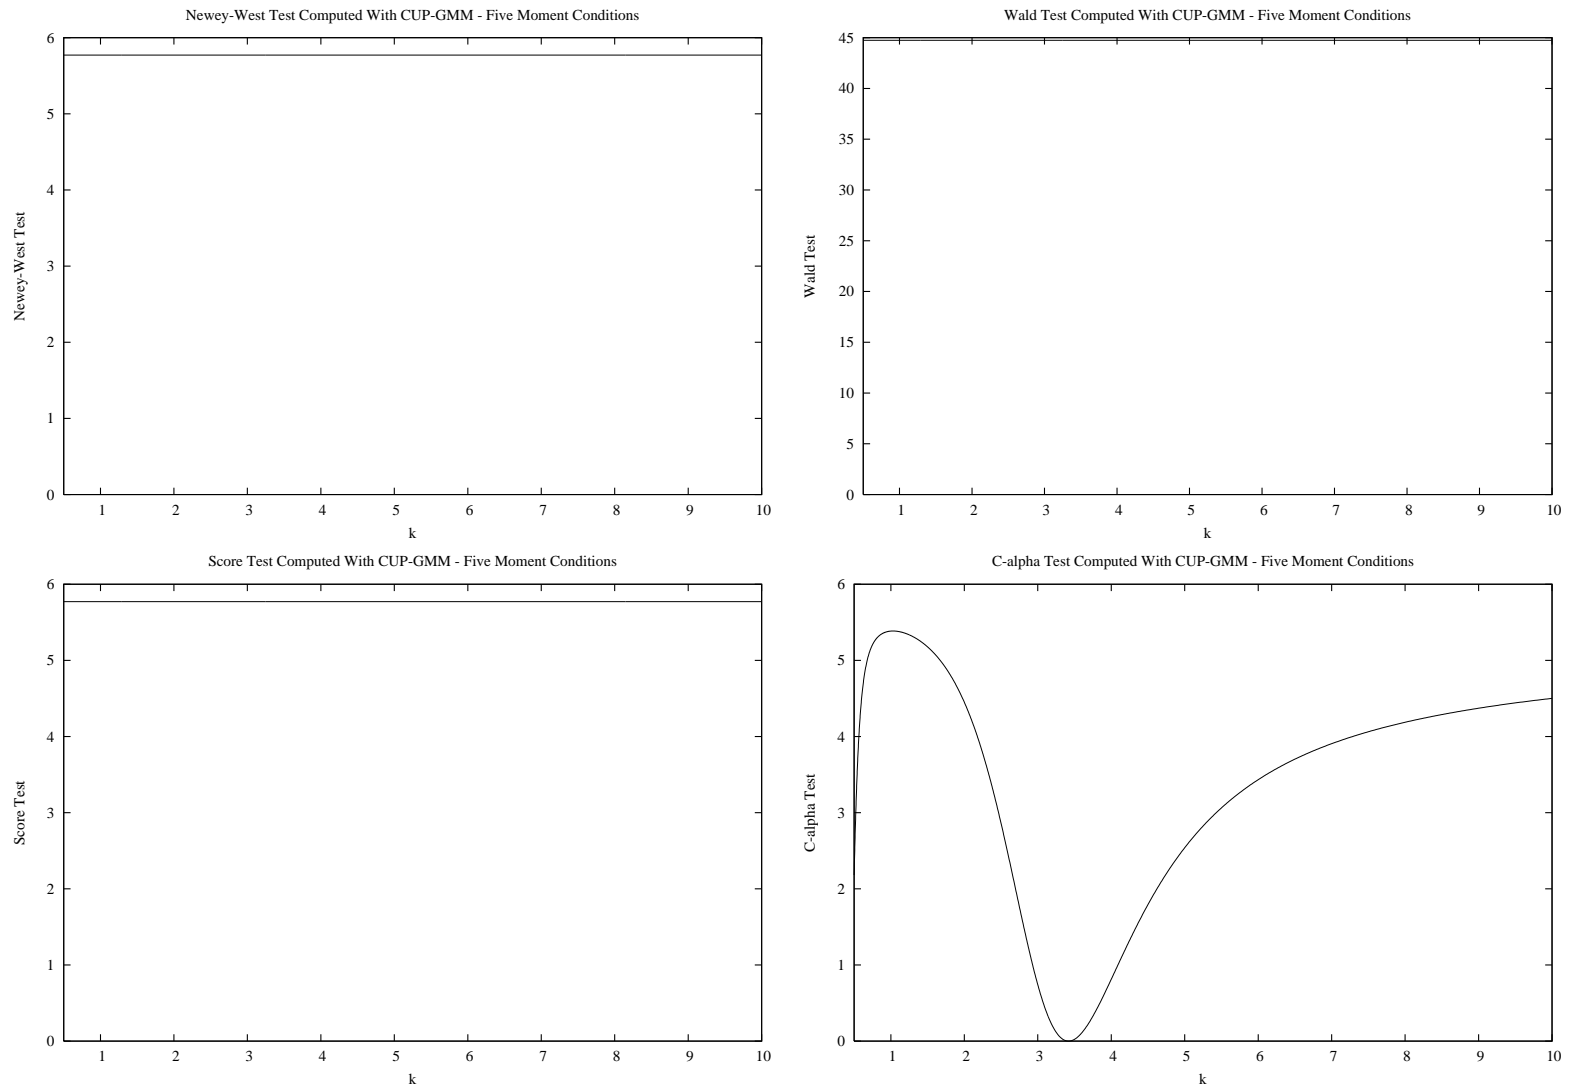 Newey-West Test Computed With CUP-GMM - Five Moment Conditions
6
5
4
3
2
1
0
Newey-West Test
1 2 3 4 5 6 7 8 9 10
k
Wald Test Computed With CUP-GMM - Five Moment Conditions
45
40
35
30
25
20
15
10
5
0
Wald Test
1 2 3 4 5 6 7 8 9 10
k
Score Test Computed With CUP-GMM - Five Moment Conditions
6
5
4
3
2
1
0
Score Test
1 2 3 4 5 6 7 8 9 10
k
C-alpha Test Computed With CUP-GMM - Five Moment Conditions
6
5
4
3
2
1
0
C-alpha Test
1 2 3 4 5 6 7 8 9 10
k